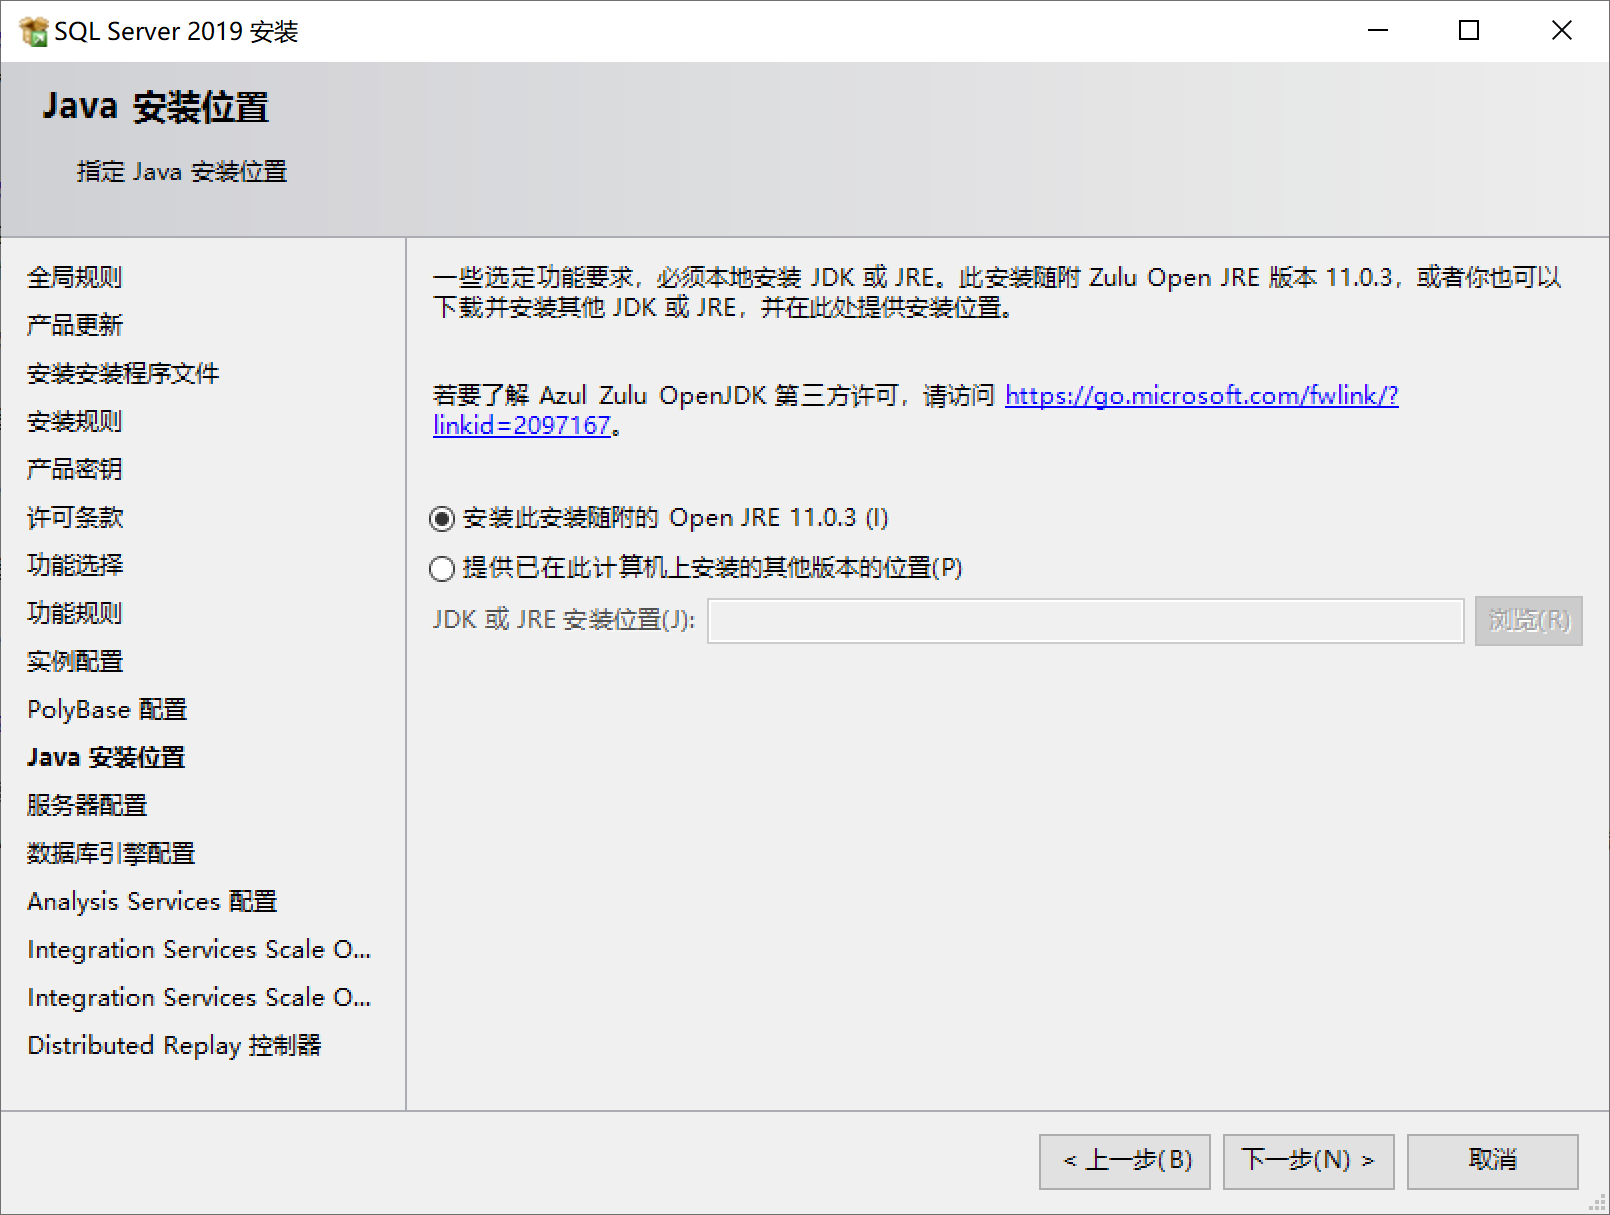 SQL Server 2019 安装
Java 安装位置
指定 Java 安装位置
全局规则
产品更新
安装安装程序文件
安装规则
产品密钥
许可条款
功能选择
功能规则
实例配置
PolyBase 配置
Java 安装位置
服务器配置
数据库引擎配置
Analysis Services 配置
Integration Services Scale O...
Integration Services Scale O...
Distributed Replay 控制器
一些选定功能要求，必须本地安装 JDK 或 JRE。此安装随附 Zulu Open JRE 版本 11.0.3，或者你也可以
下载并安装其他 JDK 或 JRE，并在此处提供安装位置。
若要了解 Azul Zulu OpenJDK 第三方许可，请访问 https://go.microsoft.com/fwlink/?
linkid=2097167。
安装此安装随附的 Open JRE 11.0.3 (I)
提供已在此计算机上安装的其他版本的位置(P)
JDK 或 JRE 安装位置(J):
浏览(R)
< 上一步(B)
下一步(N) >
取消